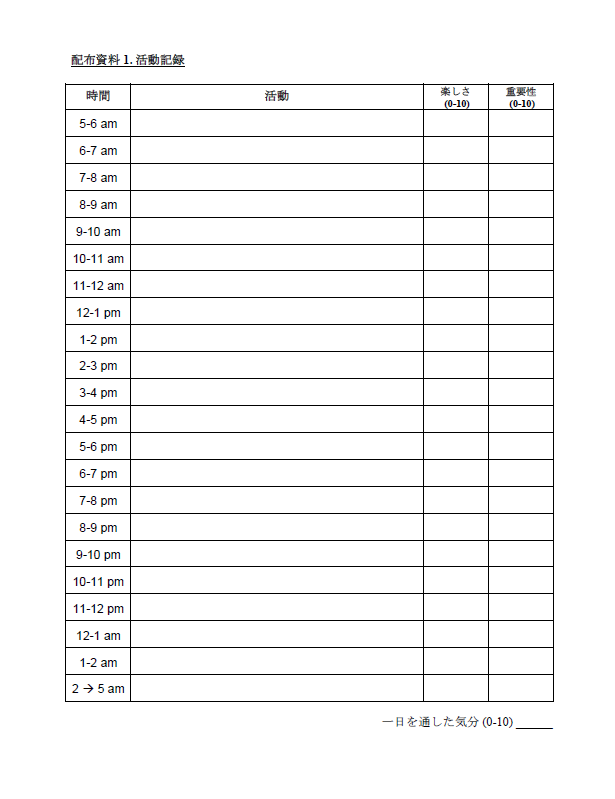 配布資料 1. 活動記録
時間 活動 楽しさ (0-10) 重要性 (0-10)
5-6 am
6-7 am
7-8 am
8-9 am
9-10 am
10-11 am
11-12 am
12-1 pm
1-2 pm
2-3 pm
3-4 pm
4-5 pm
5-6 pm
6-7 pm
7-8 pm
8-9 pm
9-10 pm
10-11 pm
11-12 pm
12-1 am
1-2 am
2 → 5 am
一日を通した気分 (0-10) ______